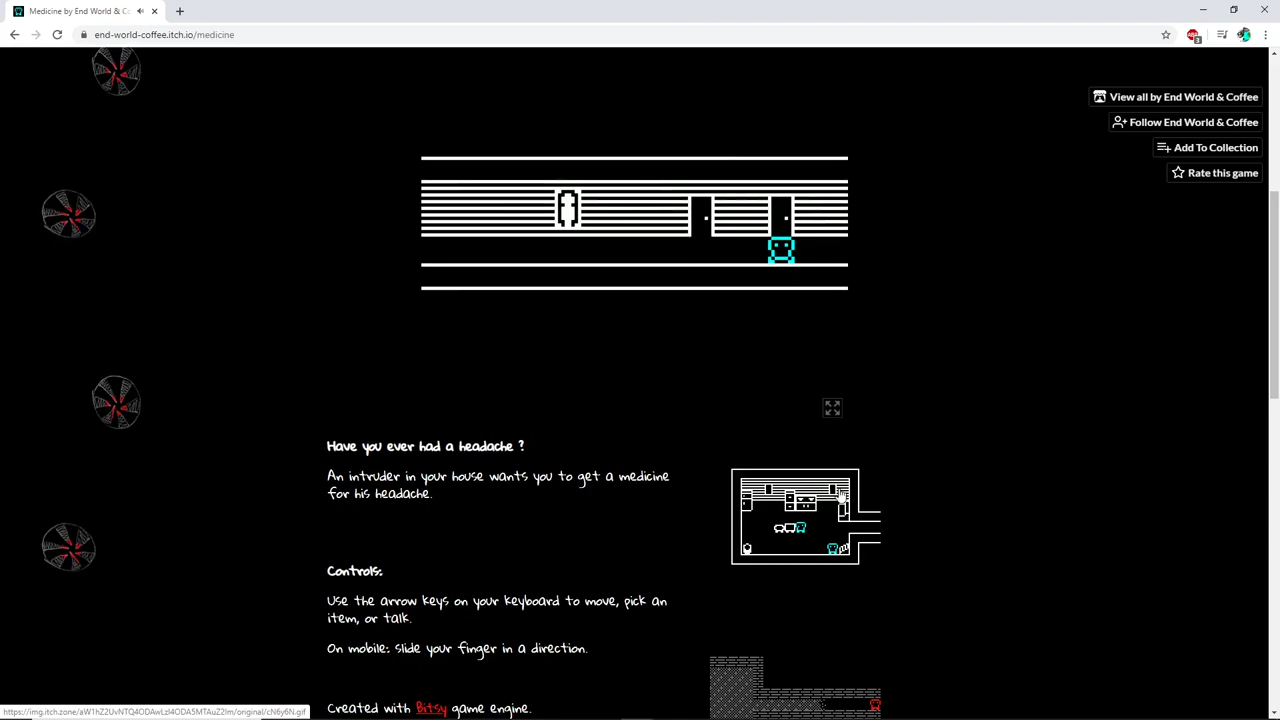 Medicine by End World & Co
end-world-coffee.itch.io/medicine
3
View all by End World & Coffee
Follow End World & Coffee
Add To Collection
Rate this game
Have you ever had a headache ?
An intruder in your house wants you to get a medicine
for his headache.
Controls:
Use the arrow keys on your keyboard to move, pick an
item, or talk.
On mobile: slide your finger in a direction.
Created with Bitsy game engine.